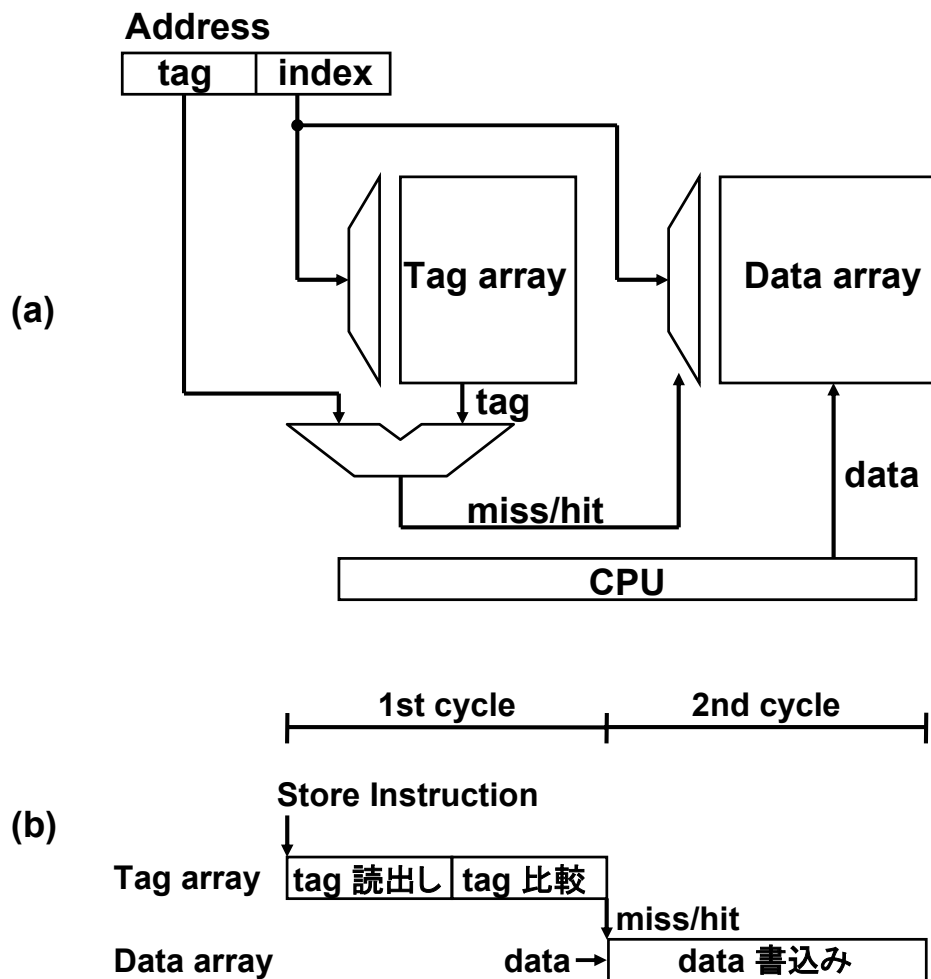 Address
tag index
Tag array
Data array
(a)
tag
data
miss/hit
CPU
1st cycle 2nd cycle
Store Instruction
(b)
Tag array tag 読出し tag 比較
miss/hit
Data array data data 書込み